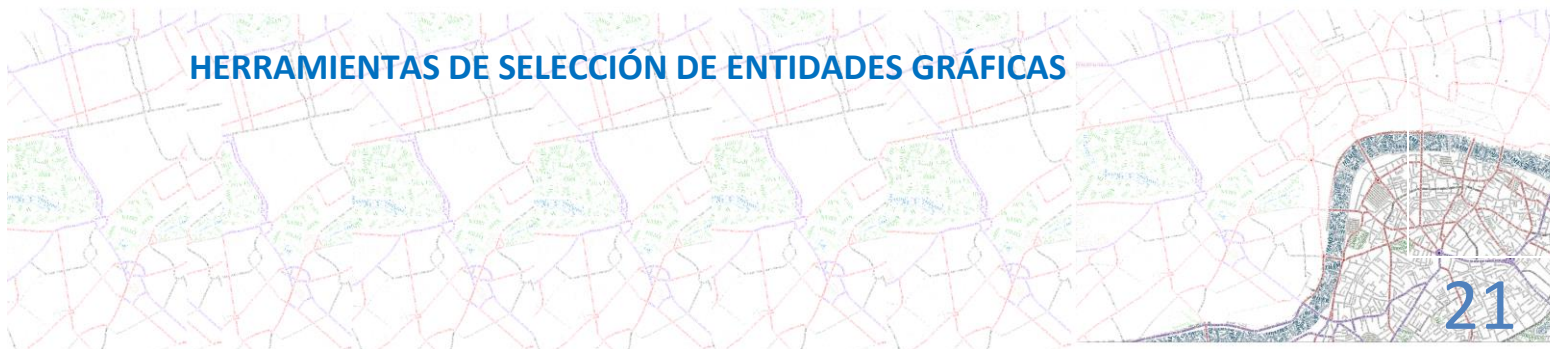 HERRAMIENTAS DE SELECCIÓN DE ENTIDADES GRÁFICAS
21